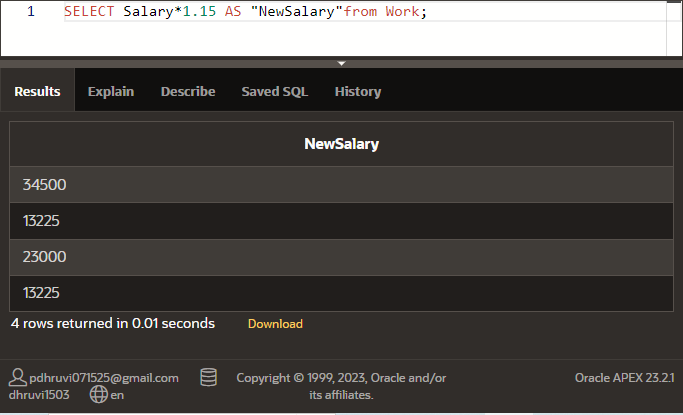 1 SELECT Salary*1.15 AS "NewSalary"from Work;
Results Explain Describe Saved SQL History
NewSalary
34500
13225
23000
13225
4 rows returned in 0.01 seconds Download
pdhruvi071525@gmail.com
dhruvi1503 en
Copyright © 1999, 2023, Oracle and/or
its affiliates.
Oracle APEX 23.2.1